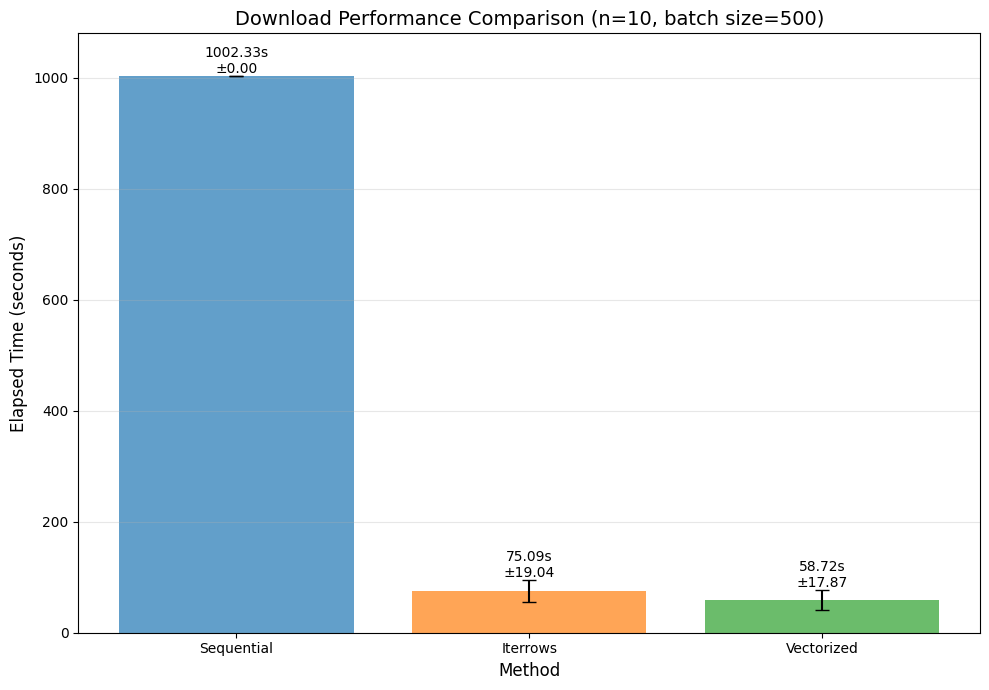 Download Performance Comparison (n=10, batch size=500)
Elapsed Time (seconds)
1000
800
600
400
200
0
1002.33s
±0.00
75.09s
±19.04
58.72s
±17.87
Sequential
Iterrows
Vectorized
Method